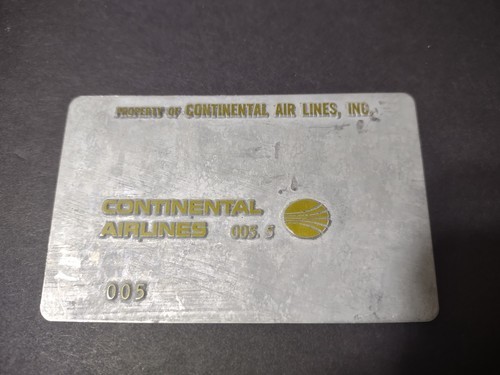 PROPERTY OF CONTINENTAL AIR LINES, INC.
CONTINENTAL
AIRLINES 005.5
005